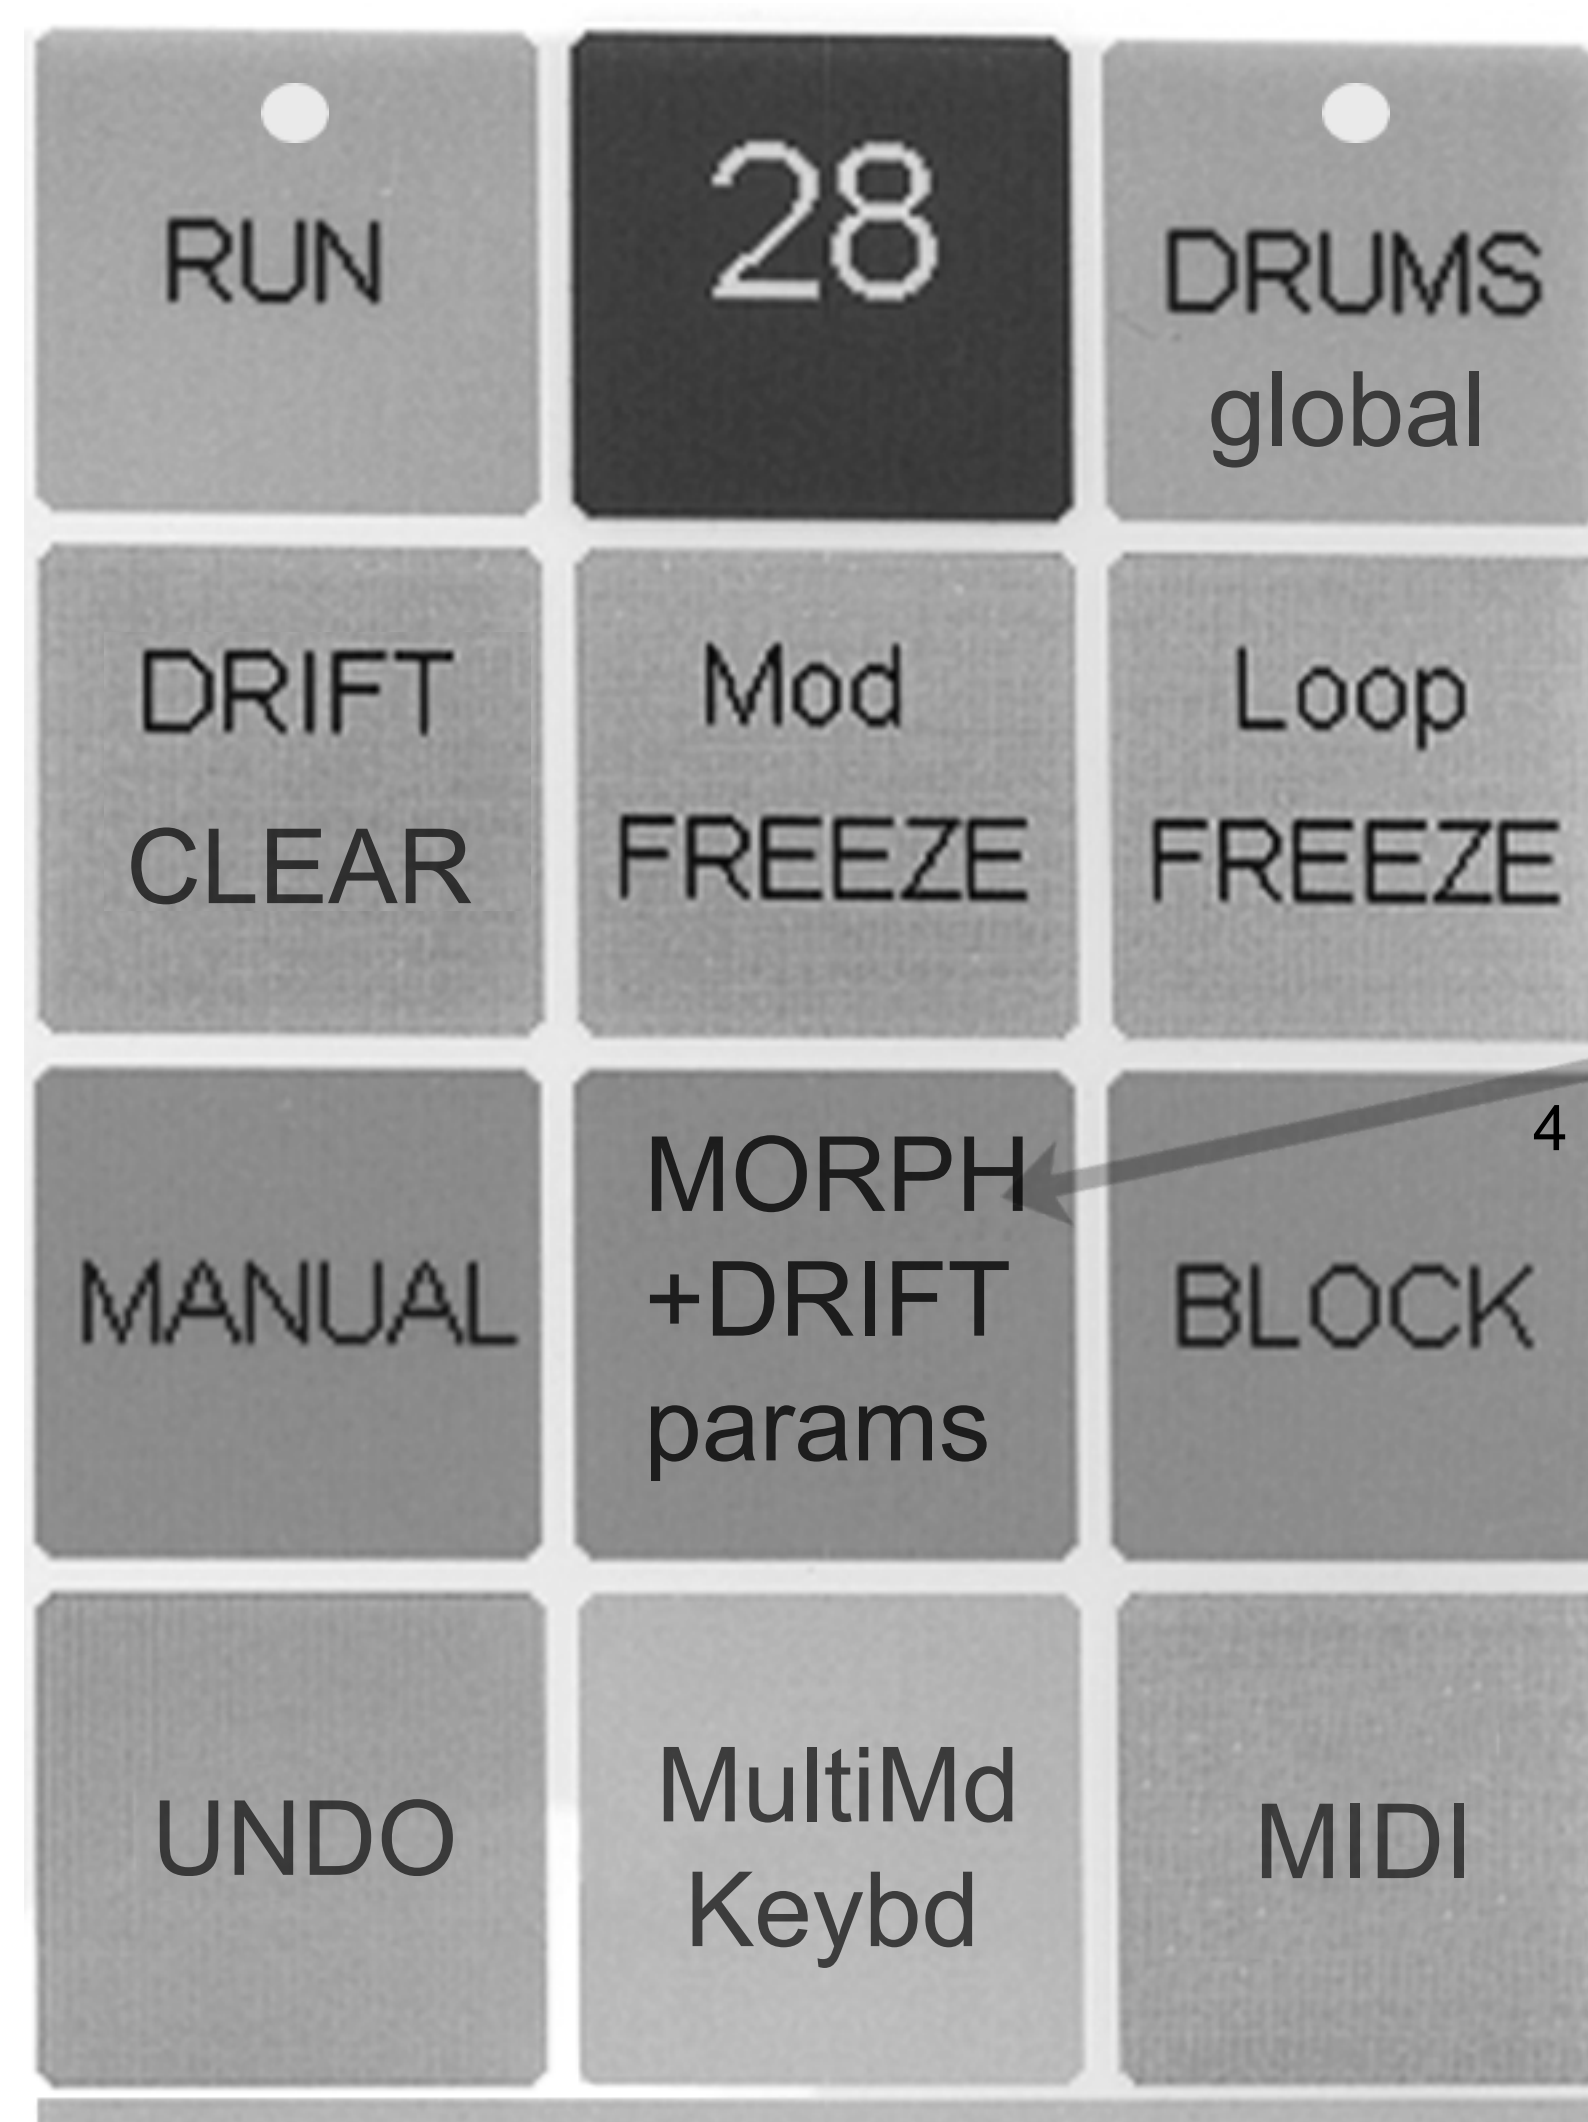 RUN
28
DRUMS
global
DRIFT
CLEAR
Mod
FREEZE
Loop
FREEZE
MANUAL
MORPH
+DRIFT
params
BLOCK
4
UNDO
MultiMd
Keybd
MIDI